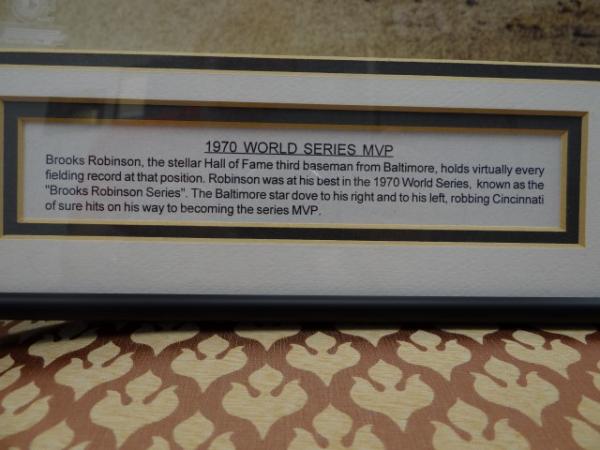 1970 WORLD SERIES MVP
Brooks Robinson, the stellar Hall of Fame third baseman from Baltimore, holds virtually every
fielding record at that position. Robinson was at his best in the 1970 World Series, known as the
"Brooks Robinson Series". The Baltimore star dove to his right and to his left, robbing Cincinnati
of sure hits on his way to becoming the series MVP.